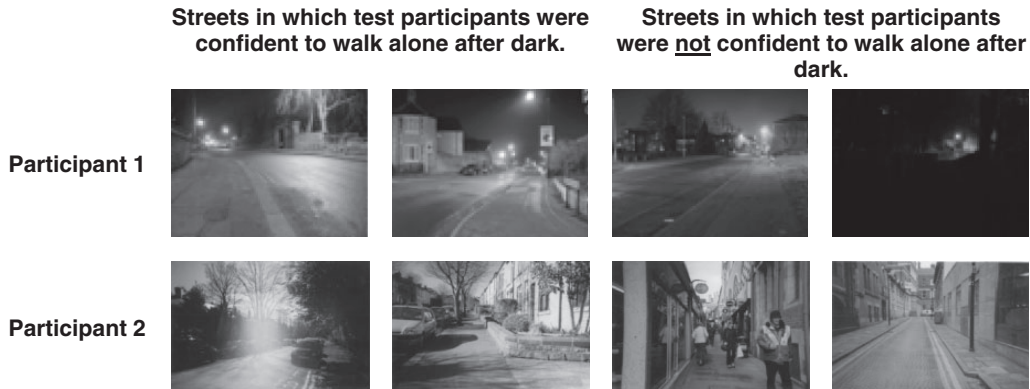 Streets in which test participants were
confident to walk alone after dark.
Streets in which test participants
were not confident to walk alone after
dark.
Participant 1
Participant 2